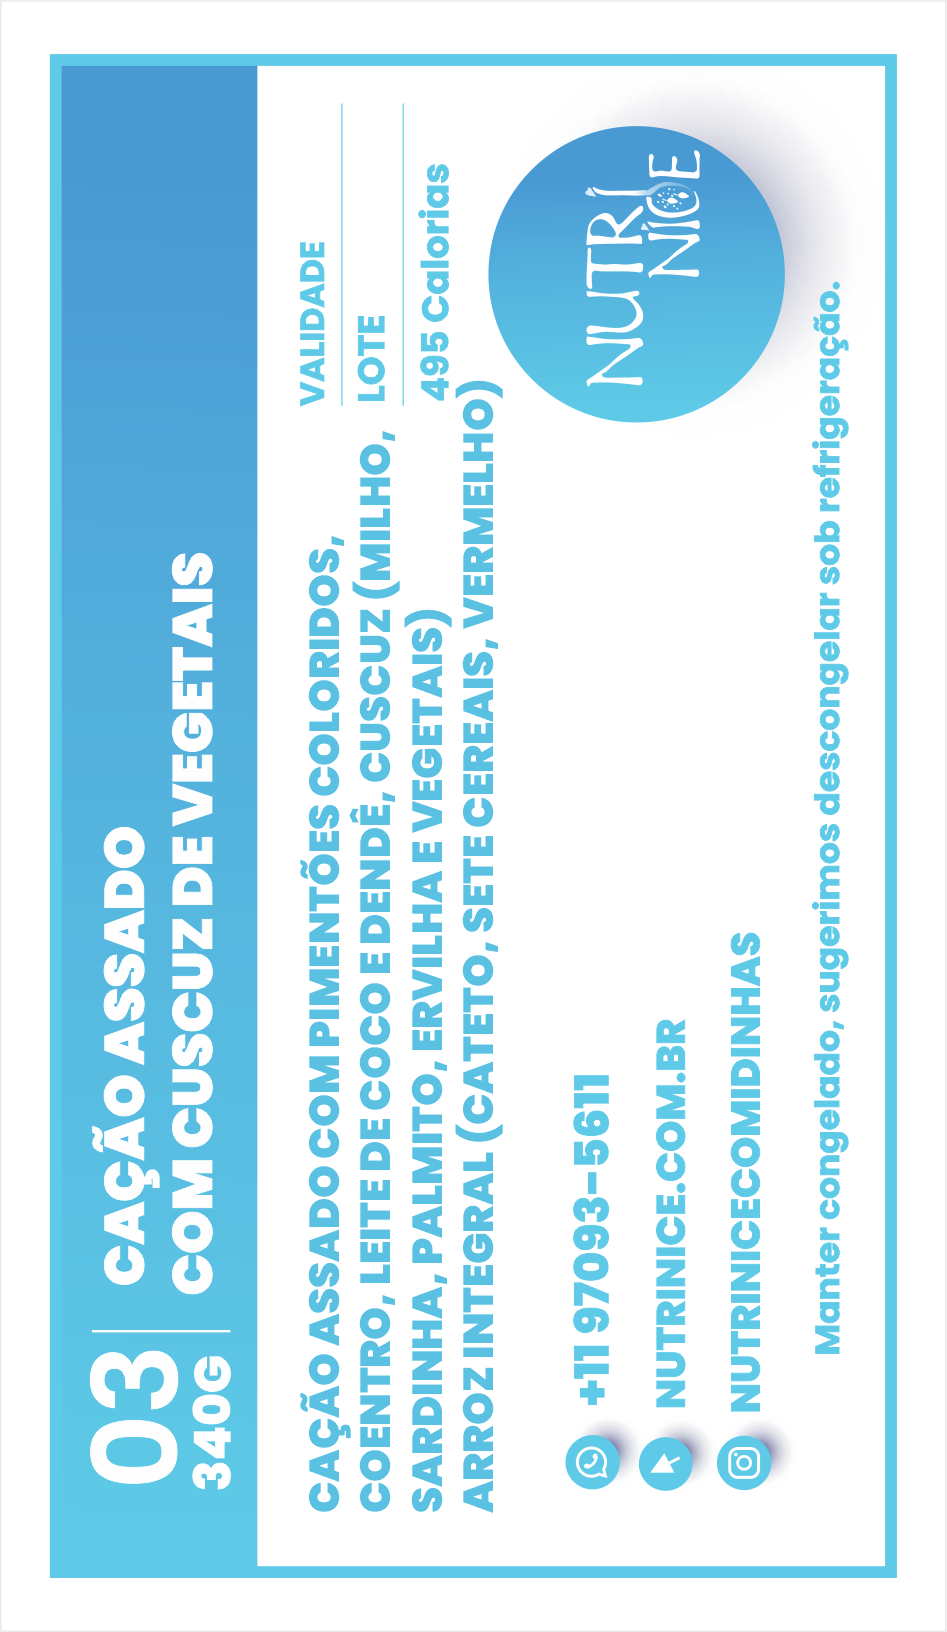 03
340G
CAÇÃO ASSADO
COM CUSCUZ DE VEGETAIS
CAÇÃO ASSADO COM PIMENTÕES COLORIDOS,
COENTRO, LEITE DE COCO E DENDÊ, CUSCUZ (MILHO,
SARDINHA, PALMITO, ERVILHA E VEGETAIS)
ARROZ INTEGRAL (CATETO, SETE CEREAIS, VERMELHO)
VALIDADE
LOTE
495 Calorias
+11 97093-5611
NUTRINICE.COM.BR
NUTRINICECOMIDINHAS
NUTRÍ
NICE
Manter congelado, sugerimos descongelar sob refrigeração.